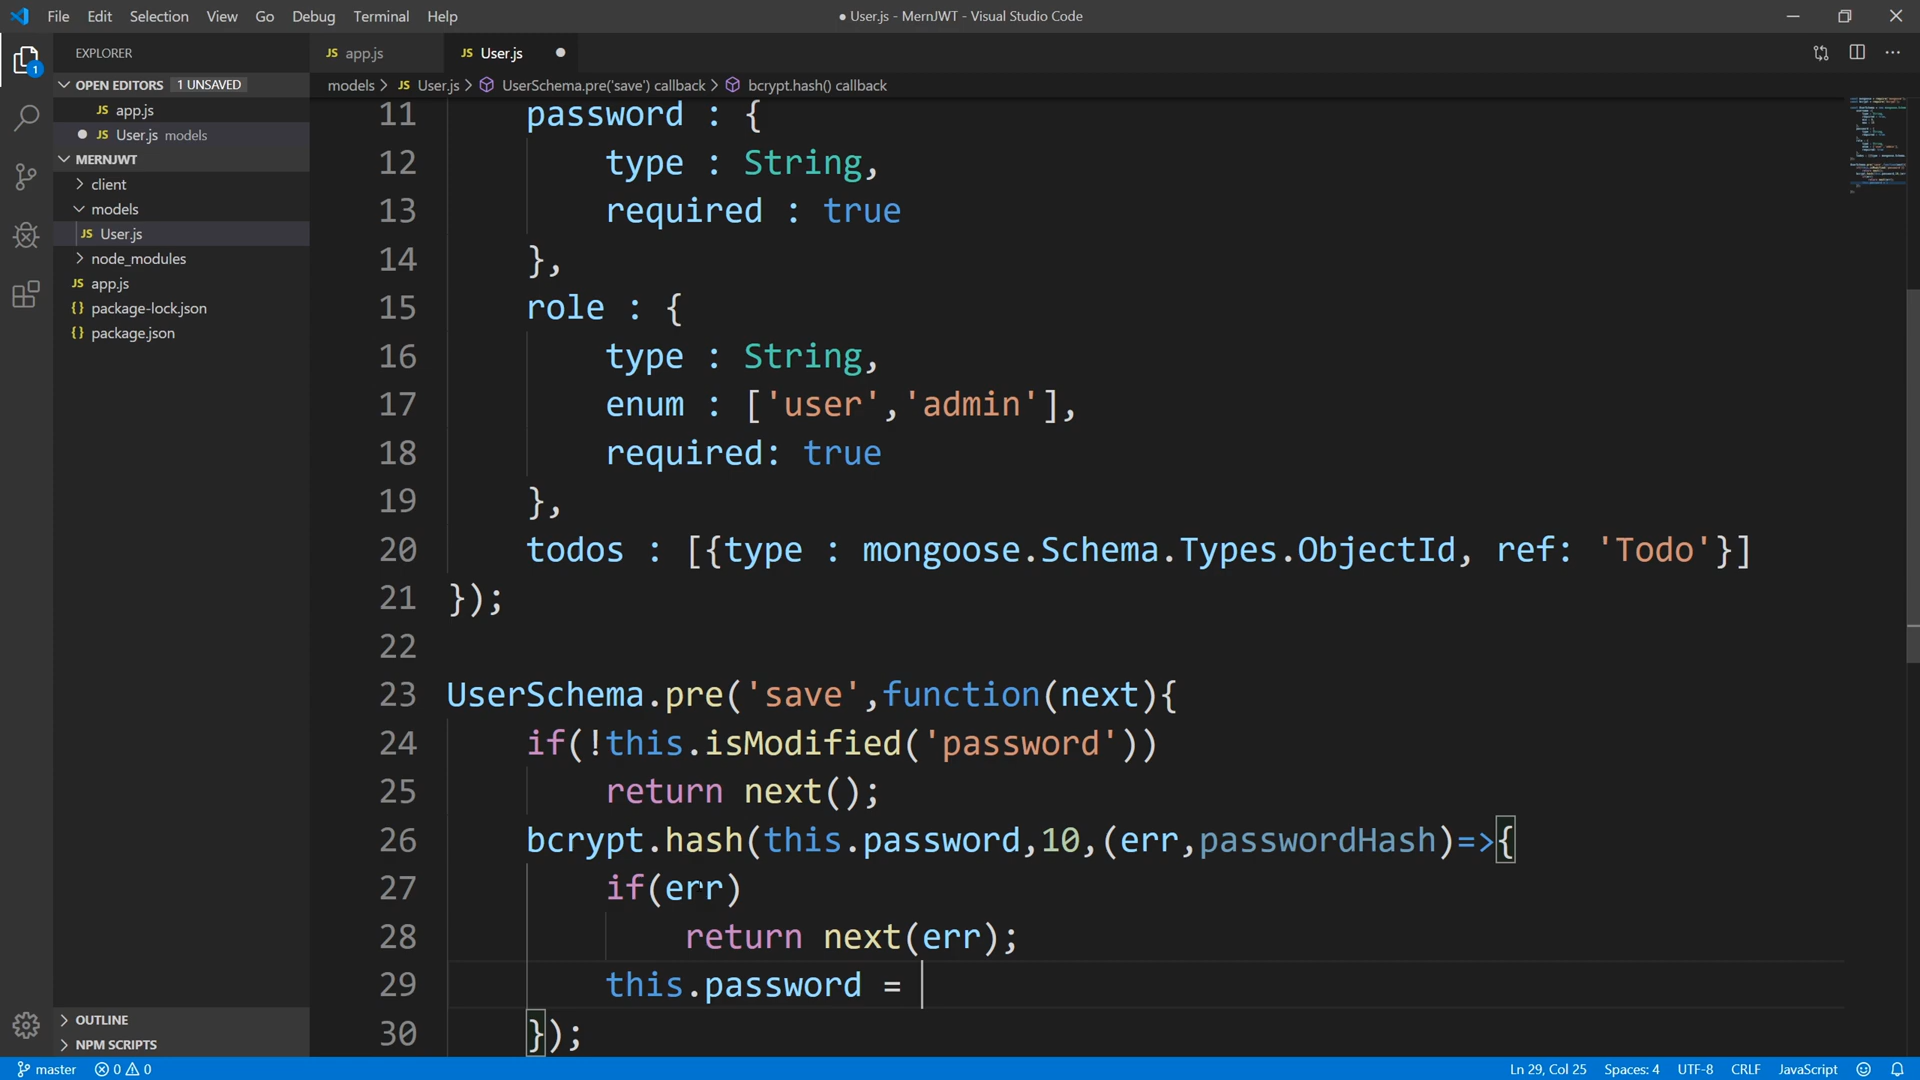 File Edit Selection View Go Debug Terminal Help
● User.js - MernJWT - Visual Studio Code
EXPLORER
JS app.js
JS User.js
OPEN EDITORS 1 UNSAVED
JS app.js
JS User.js models
MERNJWT
client
models
JS User.js
node_modules
JS app.js
{} package-lock.json
{} package.json
OUTLINE
NPM SCRIPTS
1
models > JS User.js > UserSchema.pre('save') callback > bcrypt.hash() callback
11 password : {
12 type : String,
13 required : true
14 },
15 role : {
16 type : String,
17 enum : ['user','admin'],
18 required: true
19 },
20 todos : [{type : mongoose.Schema.Types.ObjectId, ref: 'Todo'}]
21 });
22
23 UserSchema.pre('save',function(next){
24 if(!this.isModified('password'))
25 return next();
26 bcrypt.hash(this.password,10,(err,passwordHash)=>{
27 if(err)
28 return next(err);
29 this.password =
30 });
master 0 0 Ln 29, Col 25 Spaces: 4 UTF-8 CRLF JavaScript